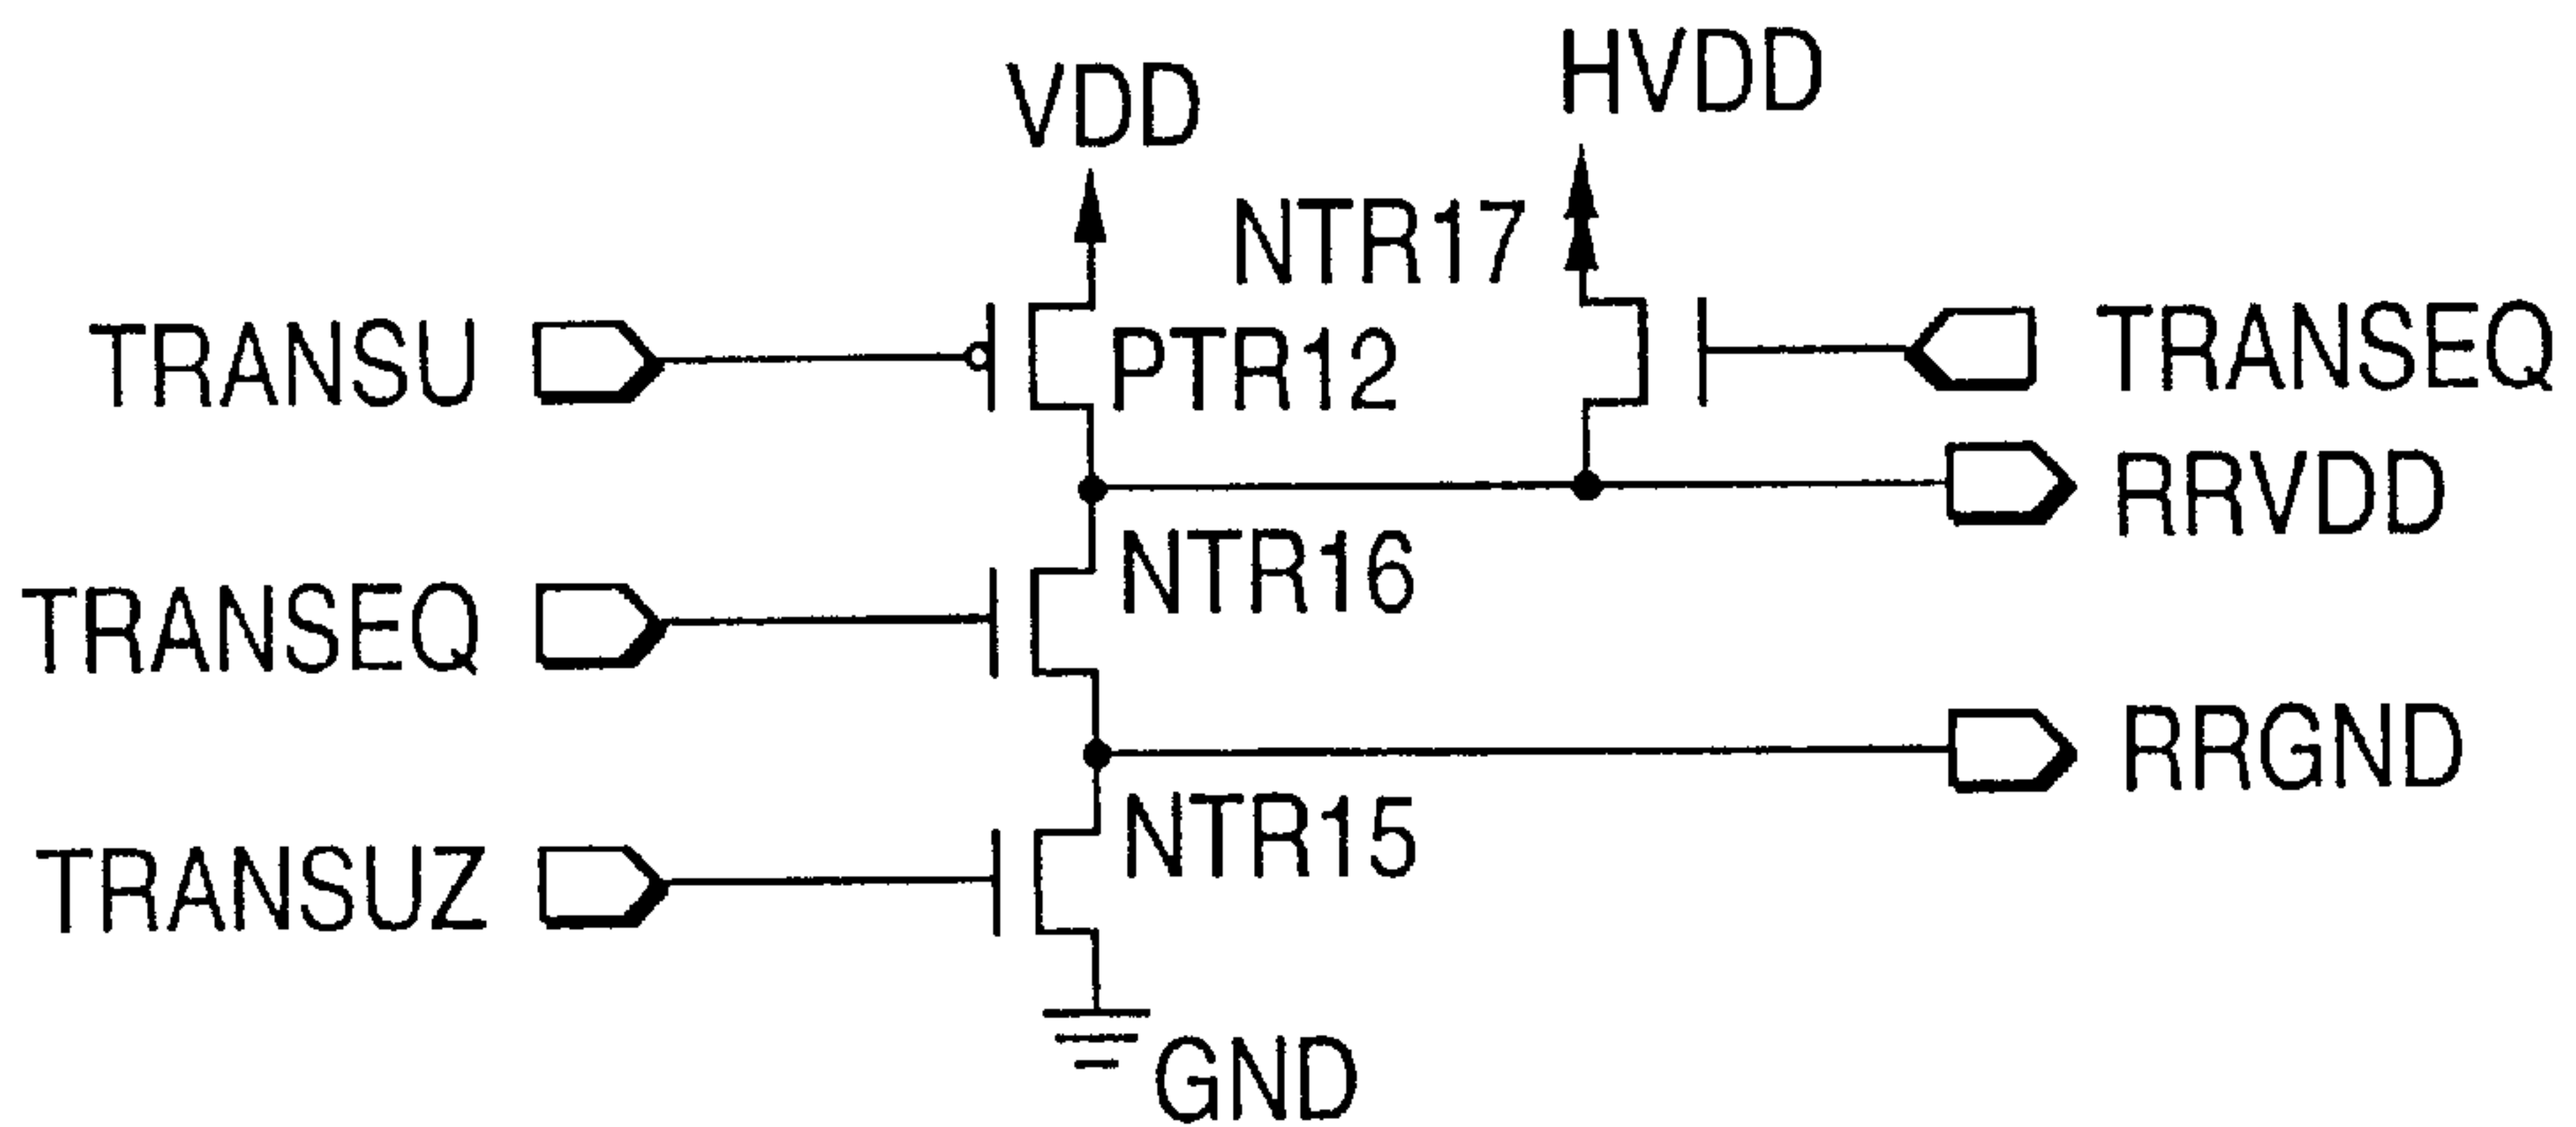 HVDD
VDD
NTR17
TRANSU
PTR12
TRANSEQ
RRVDD
NTR16
TRANSEQ
RRGND
NTR15
TRANSUZ
GND